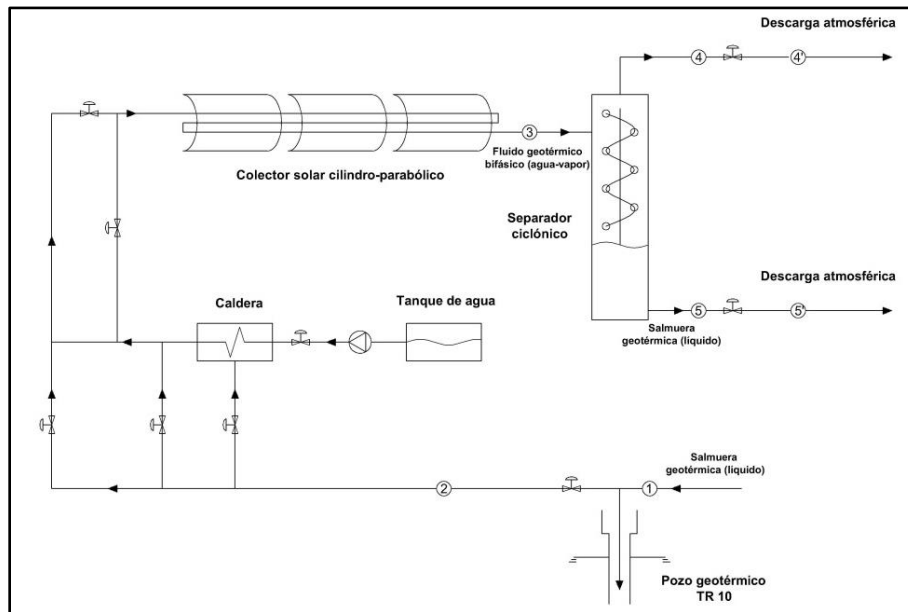 Descarga atmosférica
4
4'
3
Fluido geotérmico
bifásico (agua-vapor)
Colector solar cilindro-parabólico
Separador
ciclónico
Descarga atmosférica
Caldera
Tanque de agua
5
5'
Salmuera
geotérmica (líquido)
Salmuera
geotérmica (líquido)
2
1
Pozo geotérmico
TR 10